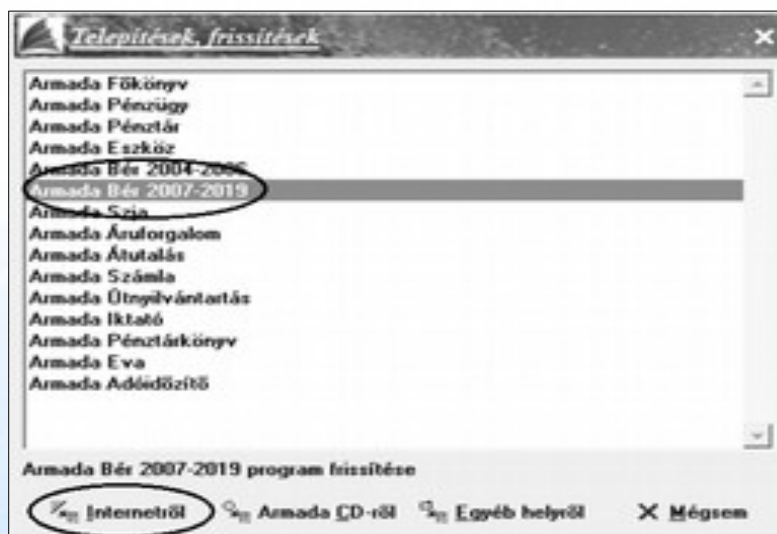 Telepítések, frissítések
Armada Főkönyv
Armada Pénzügy
Armada Pénztár
Armada Eszköz
Armada Bér 2004-2006
Armada Bér 2007-2019
Armada Szja
Armada Áruforgalom
Armada Átutalás
Armada Számla
Armada Útnyilvántartás
Armada Iktató
Armada Pénztárkönyv
Armada Eva
Armada Adóidőzítő
Armada Bér 2007-2019 program frissítése
Internetről Armada CD-ről Egyéb helyről Mégsem